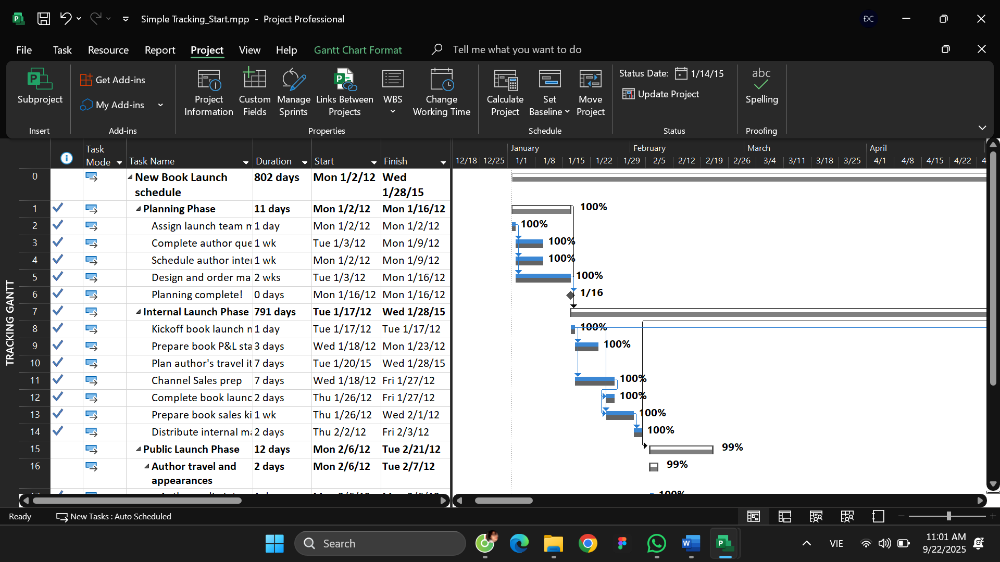 Simple Tracking_Start.mpp - Project Professional
ĐC
File Task Resource Report Project View Help Gantt Chart Format Tell me what you want to do
Subproject
Insert
Get Add-ins
My Add-ins
Add-ins
Project Information
Custom Fields
Manage Sprints
Links Between Projects
WBS
Change Working Time
Properties
Calculate Project
Set Baseline
Move Project
Schedule
Status Date: 1/14/15
Update Project
Status
abc
Spelling
Proofing
Task Mode Task Name Duration Start Finish
January February March April
12/18 12/25 1/1 1/8 1/15 1/22 1/29 2/5 2/12 2/19 2/26 3/4 3/11 3/18 3/25 4/1 4/8 4/15 4/22 4
TRACKING GANTT
0 New Book Launch schedule 802 days Mon 1/2/12 Wed 1/28/15
1 Planning Phase 11 days Mon 1/2/12 Mon 1/16/12 100%
2 Assign launch team m 1 day Mon 1/2/12 Mon 1/2/12 100%
3 Complete author que 1 wk Tue 1/3/12 Mon 1/9/12 100%
4 Schedule author inter 1 wk Mon 1/2/12 Mon 1/9/12 100%
5 Design and order ma 2 wks Tue 1/3/12 Mon 1/16/12 100%
6 Planning complete! 0 days Mon 1/16/12 Mon 1/16/12 1/16
7 Internal Launch Phase 791 days Tue 1/17/12 Wed 1/28/15
8 Kickoff book launch m 1 day Tue 1/17/12 Tue 1/17/12 100%
9 Prepare book P&L sta 3 days Wed 1/18/12 Mon 1/23/12 100%
10 Plan author's travel it 7 days Tue 1/20/15 Wed 1/28/15
11 Channel Sales prep 7 days Wed 1/18/12 Fri 1/27/12 100%
12 Complete book launc 2 days Thu 1/26/12 Fri 1/27/12 100%
13 Prepare book sales ki 1 wk Thu 1/26/12 Wed 2/1/12 100%
14 Distribute internal ma 2 days Thu 2/2/12 Fri 2/3/12 100%
15 Public Launch Phase 12 days Mon 2/6/12 Tue 2/21/12 99%
16 Author travel and appearances 2 days Mon 2/6/12 Tue 2/7/12 99%
100%
Ready New Tasks : Auto Scheduled
Search
VIE
11:01 AM
9/22/2025